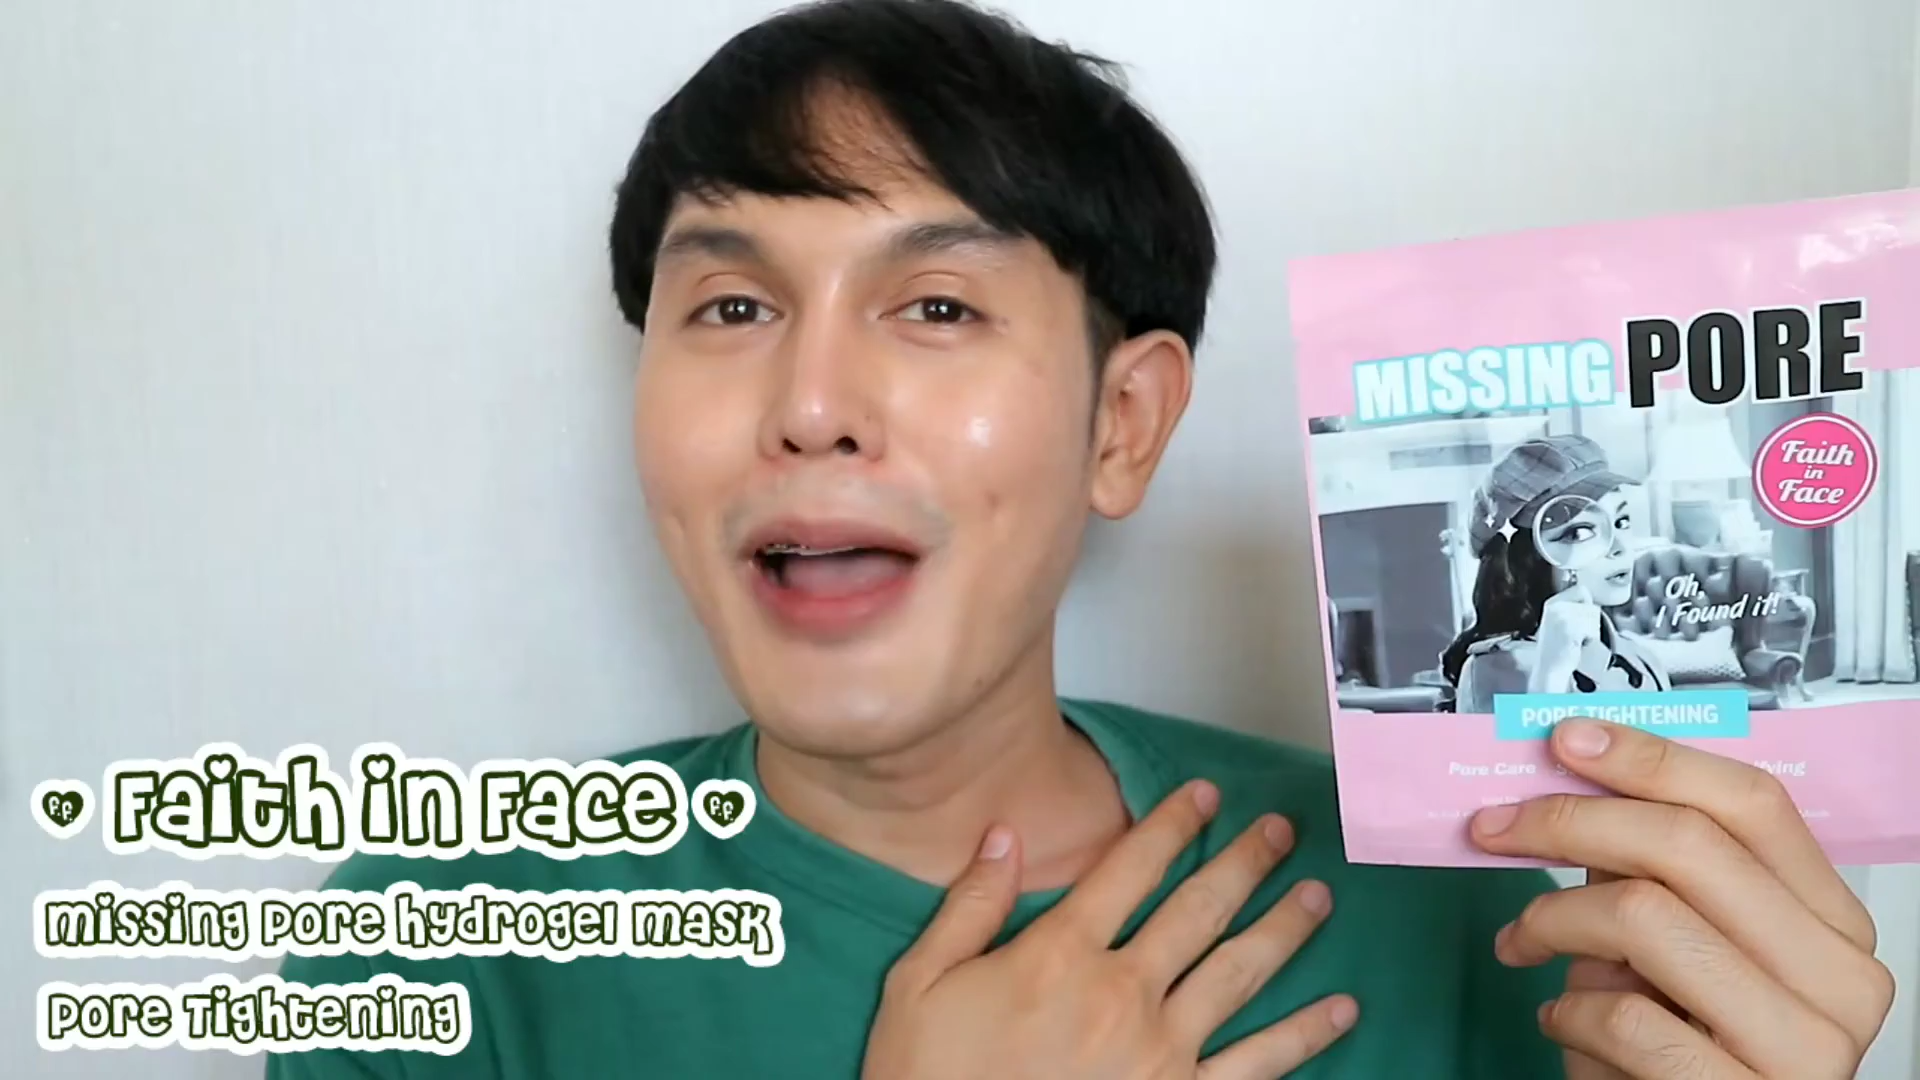 MISSING PORE
Faith
in
Face
Oh,
I Found it!
PORE TIGHTENING
Pore Care
F.F. Faith in Face F.F.
Missing Pore Hydrogel Mask
Pore Tightening